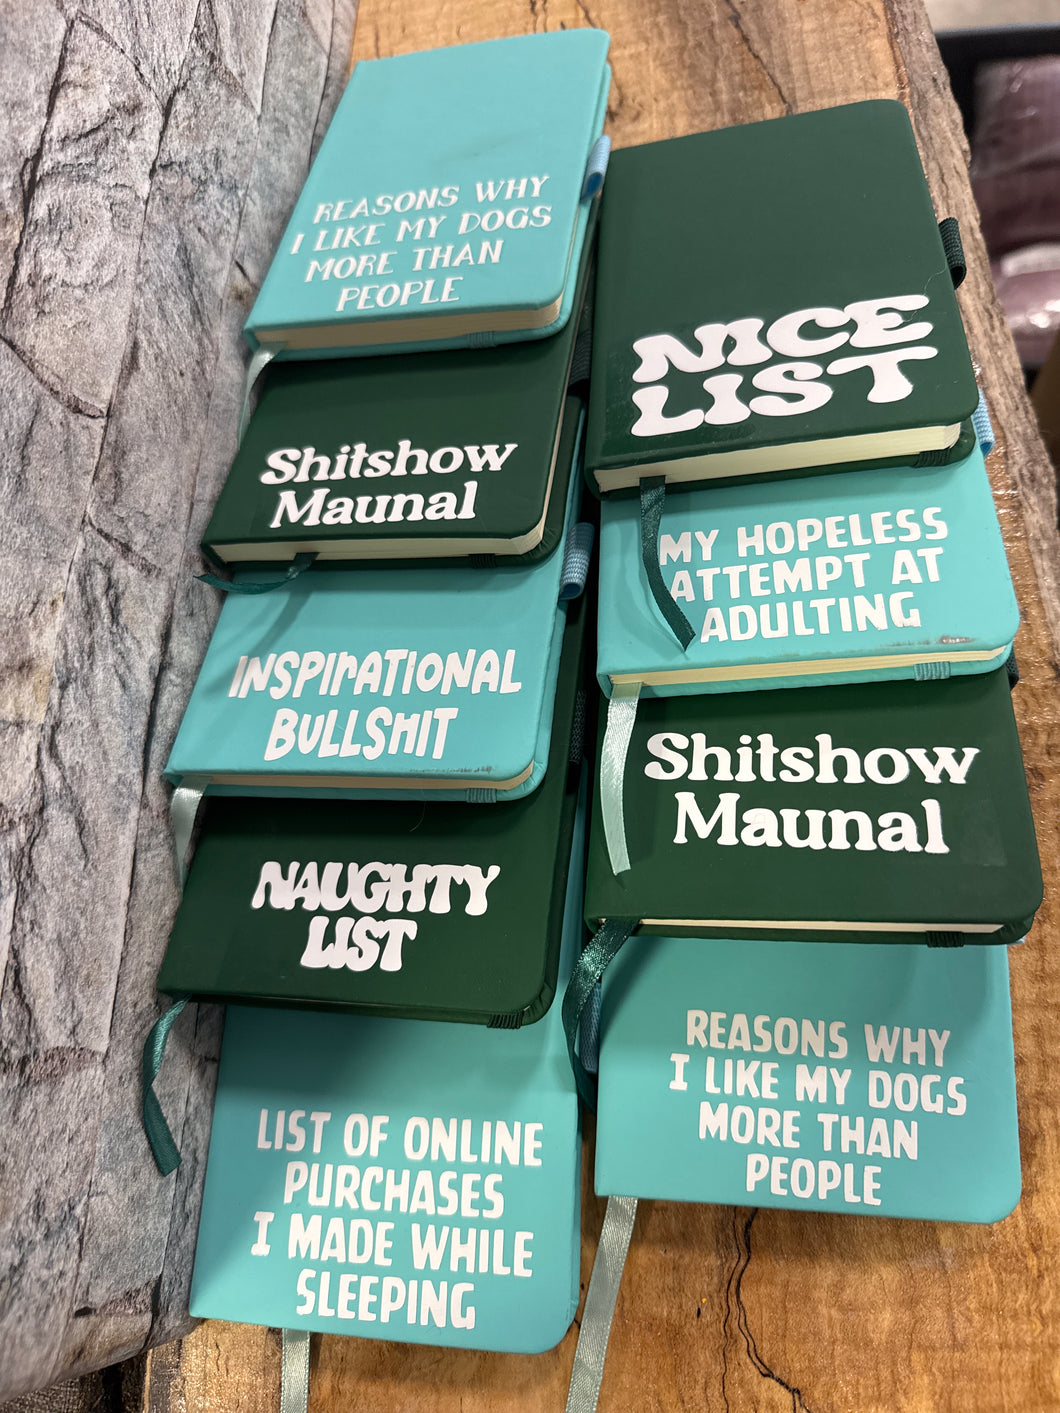 REASONS WHY
I LIKE MY DOGS
MORE THAN
PEOPLE
Shitshow
Maunal
INSPIrATIONAL
BULLSHIT
NAUGHTY
LIST
LIST OF ONLINE
PURCHASES
I MADE WHILE
SLEEPING
NICE
LIST
MY HOPELESS
ATTEMPT AT
ADULTING
Shitshow
Maunal
REASONS WHY
I LIKE MY DOGS
MORE THAN
PEOPLE